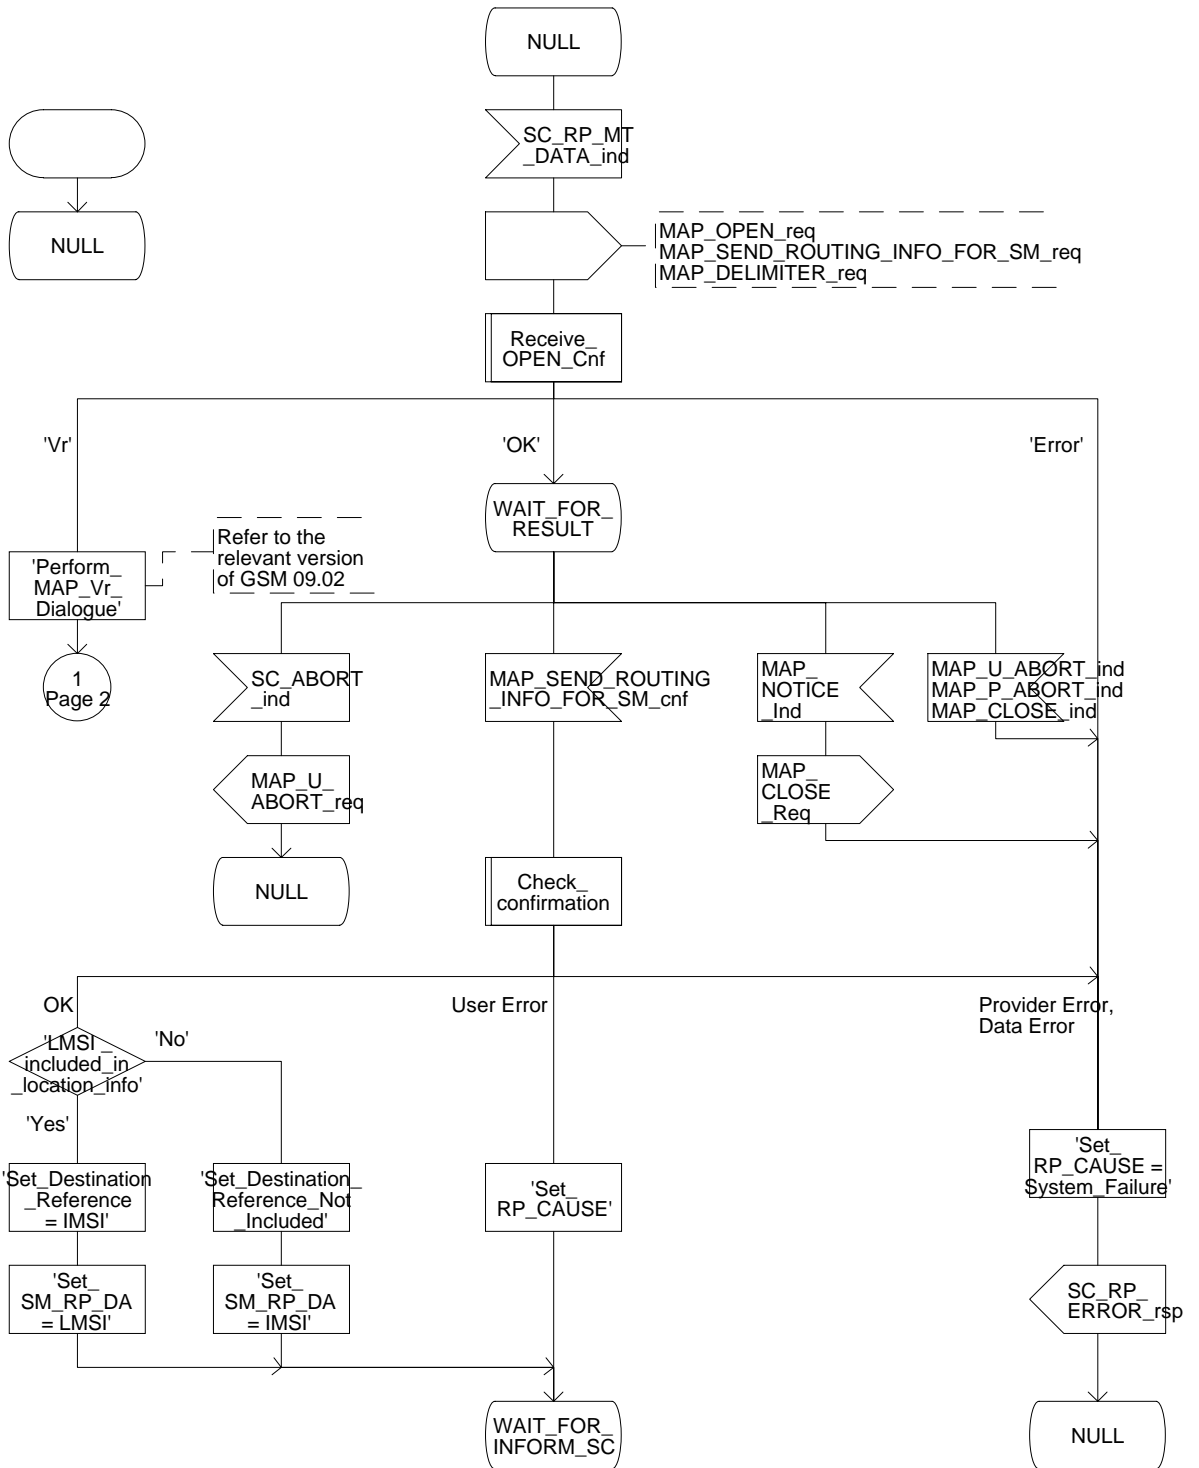 NULL
SC_RP_MT
_DATA_ind
NULL
MAP_OPEN_req
MAP_SEND_ROUTING_INFO_FOR_SM_req
MAP_DELIMITER_req
Receive_
OPEN_Cnf
'Vr'
'OK'
'Error'
WAIT_FOR_
RESULT
Refer to the
relevant version
of GSM 09.02
'Perform_
MAP_Vr_
Dialogue'
1
Page 2
SC_ABORT
_ind
MAP_SEND_ROUTING
_INFO_FOR_SM_cnf
MAP_
NOTICE
_Ind
MAP_U_ABORT_ind
MAP_P_ABORT_ind
MAP_CLOSE_ind
MAP_U_
ABORT_req
MAP_
CLOSE
_Req
NULL
Check_
confirmation
OK
User Error
Provider Error,
Data Error
'LMSI_
included_in
_location_info'
'No'
'Yes'
'Set_Destination
_Reference
= IMSI'
'Set_Destination_
Reference_Not
_Included'
'Set_
RP_CAUSE'
'Set_
RP_CAUSE =
System_Failure'
'Set_
SM_RP_DA
= LMSI'
'Set_
SM_RP_DA
= IMSI'
SC_RP_
ERROR_rsp
WAIT_FOR_
INFORM_SC
NULL